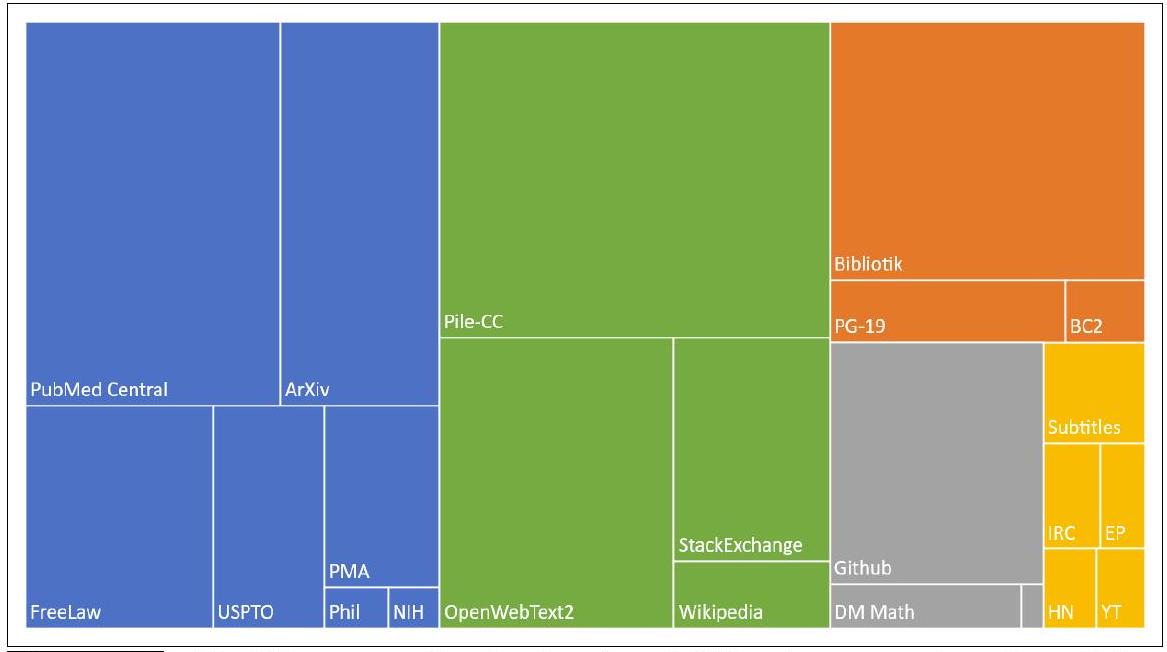 PubMed Central
ArXiv
FreeLaw
USPTO
PMA
Phil
NIH
Pile-CC
OpenWebText2
StackExchange
Wikipedia
Bibliotik
PG-19
BC2
Github
DM Math
Subtitles
IRC
EP
HN
YT